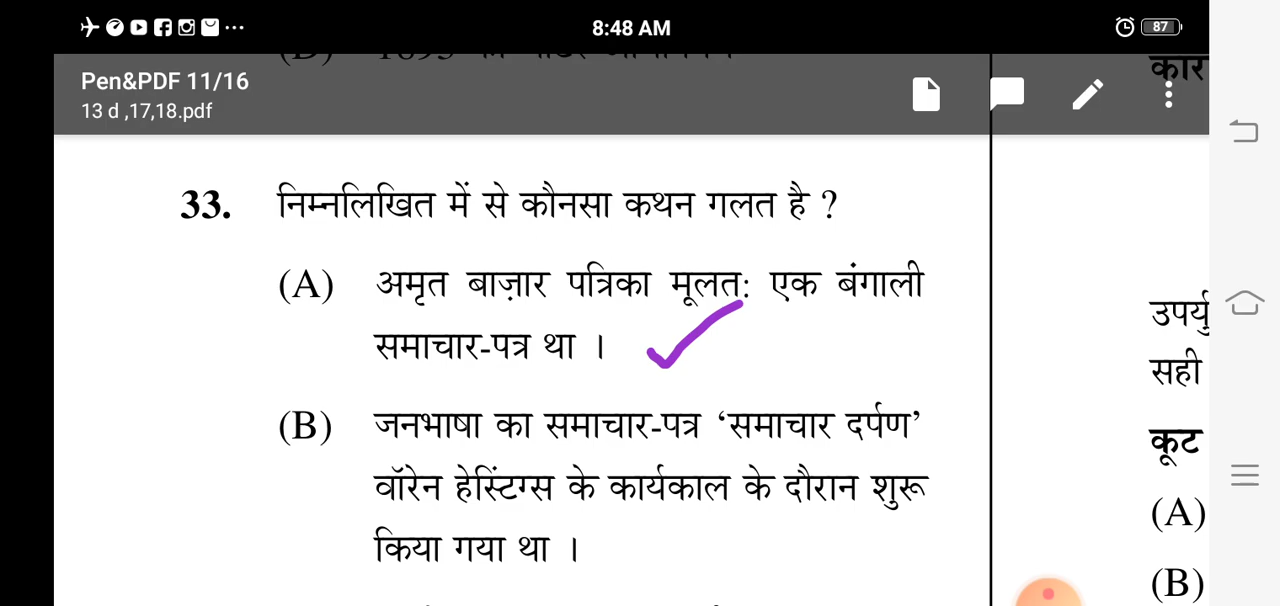 8:48 AM
87
Pen&PDF 11/16
13 d ,17,18.pdf
33. निम्नलिखित में से कौनसा कथन गलत है ?
(A) अमृत बाज़ार पत्रिका मूलतः एक बंगाली
समाचार-पत्र था ।
(B) जनभाषा का समाचार-पत्र ‘समाचार दर्पण’
वॉरेन हेस्टिंग्स के कार्यकाल के दौरान शुरू
किया गया था ।
कार
उपर्यु
सही
कूट
(A)
(B)